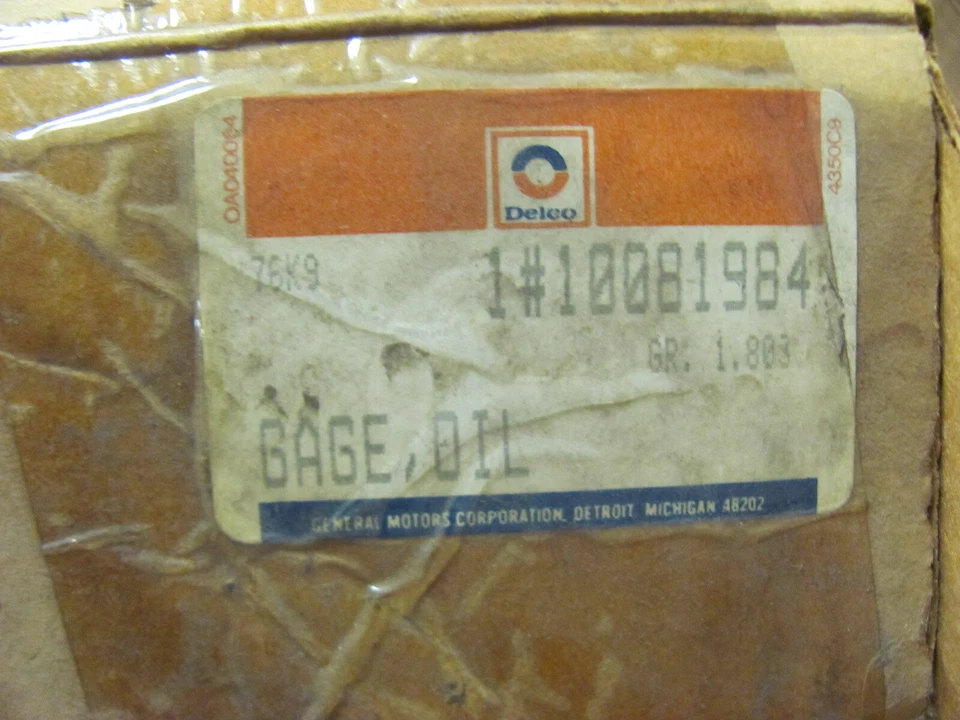 OA040064
4350C9
Delco
76K9
1#10081984
GR. 1.803
GAGE,OIL
GENERAL MOTORS CORPORATION, DETROIT MICHIGAN 48202